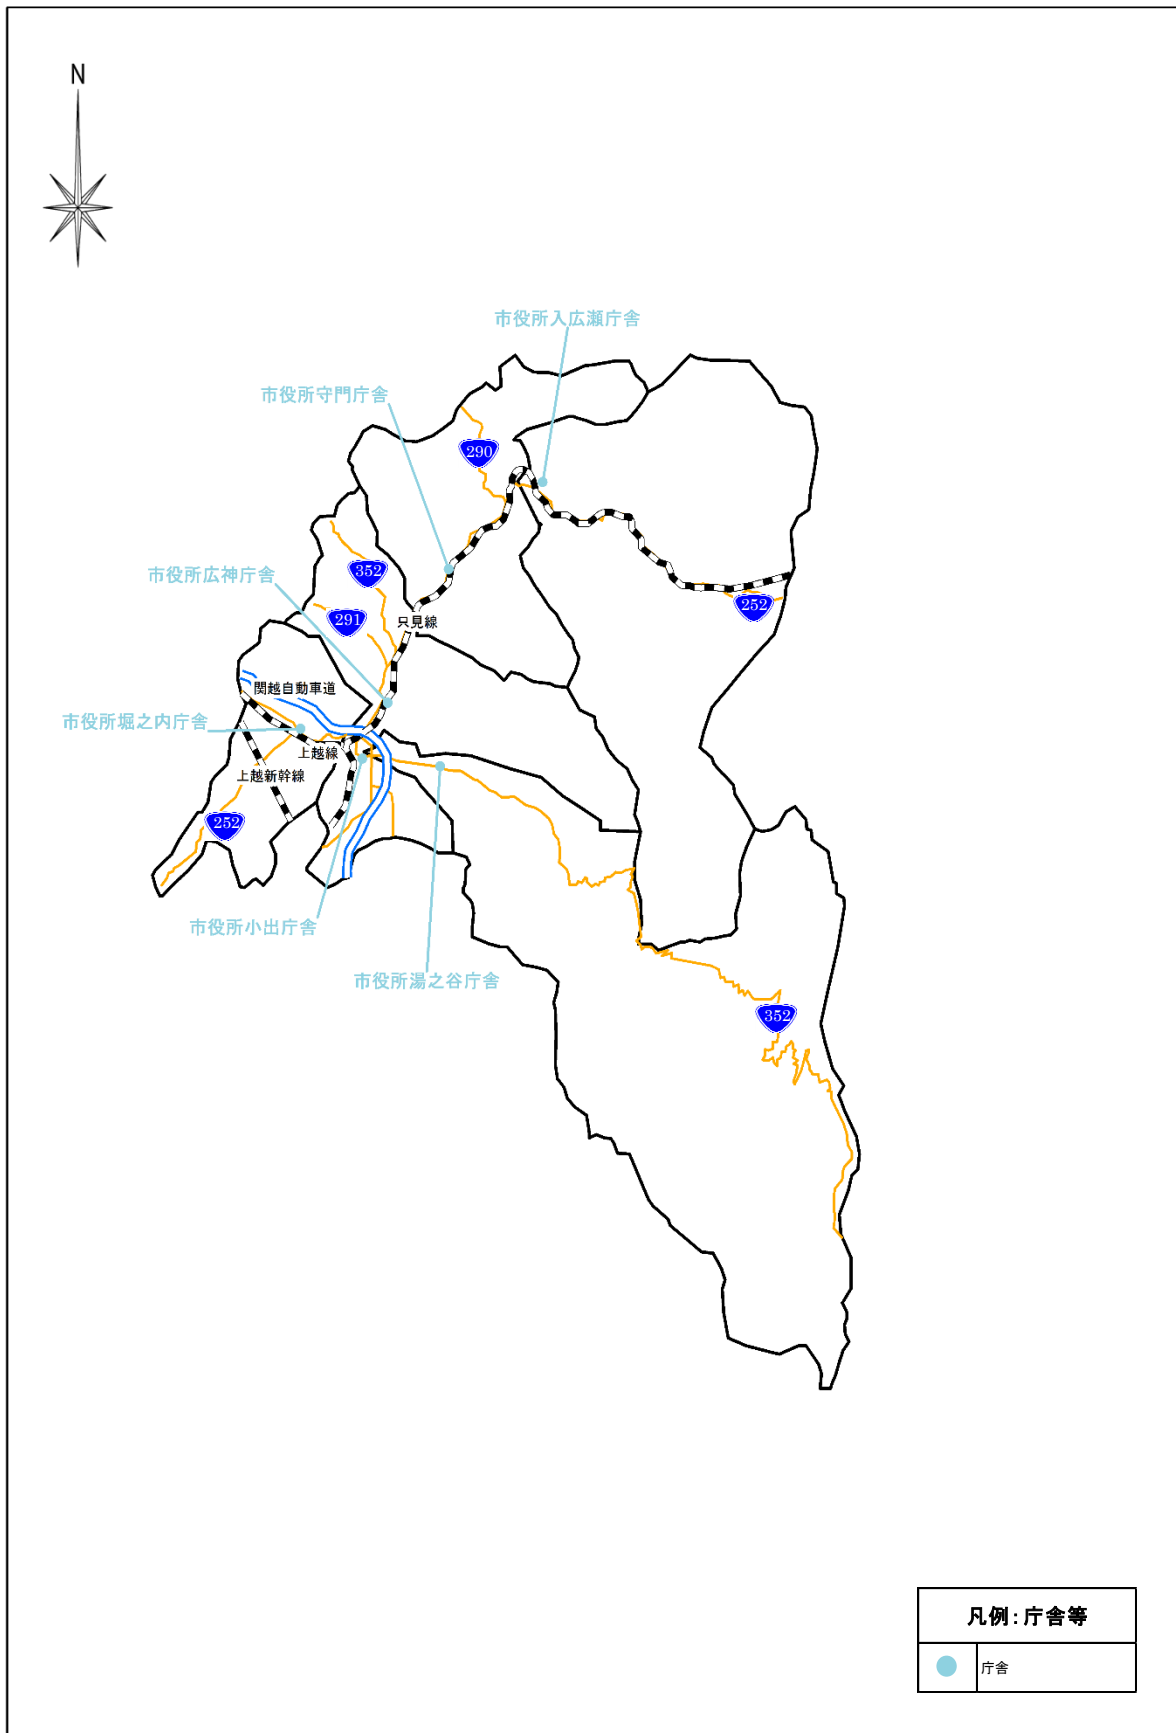 N
市役所入広瀬庁舎
市役所守門庁舎
290
市役所広神庁舎
352
252
291
只見線
関越自動車道
市役所堀之内庁舎
上越線
上越新幹線
252
市役所小出庁舎
市役所湯之谷庁舎
352
凡例：庁舎等
庁舎